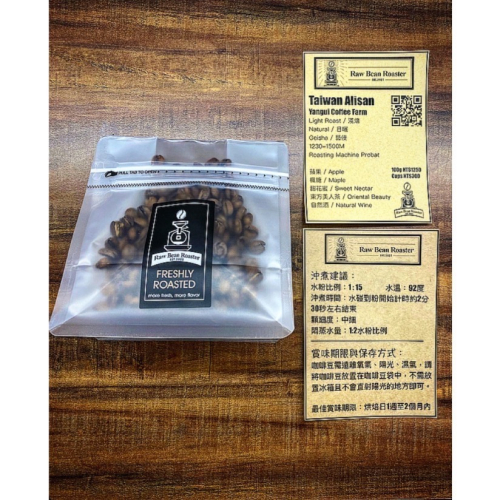 Raw Bean Roaster
FRESHLY
ROASTED
more fresh, more flavor
Raw Bean Roaster
Taiwan Alisan
Yangui Coffee Farm
Light Roast / 淺焙
Natural / 日曬
Geisha / 藝伎
1230~1500M
Roasting Machine Probat
100g NT$1250
Cups NT$300
蘋果 / Apple
楓糖 / Maple
甜花蜜 / Sweet Nectar
東方美人茶 / Oriental Beauty
自然酒 / Natural Wine
Raw Bean Roaster
沖煮建議:
水粉比例:1:15 水溫:92度
沖煮時間:水碰到粉開始計時約2分
30秒左右結束
顆粒度:中細
悶蒸水量:1:2水粉比例
賞味期限與保存方式:
咖啡豆需遠離氧氣、陽光、濕氣,請
將咖啡豆放置在咖啡豆袋中,不需放
置冰箱且不會直射陽光的地方即可。
最佳賞味期限:烘焙日1週至2個月內